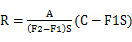 R = A/((F2−F1)S) (C − F1S)